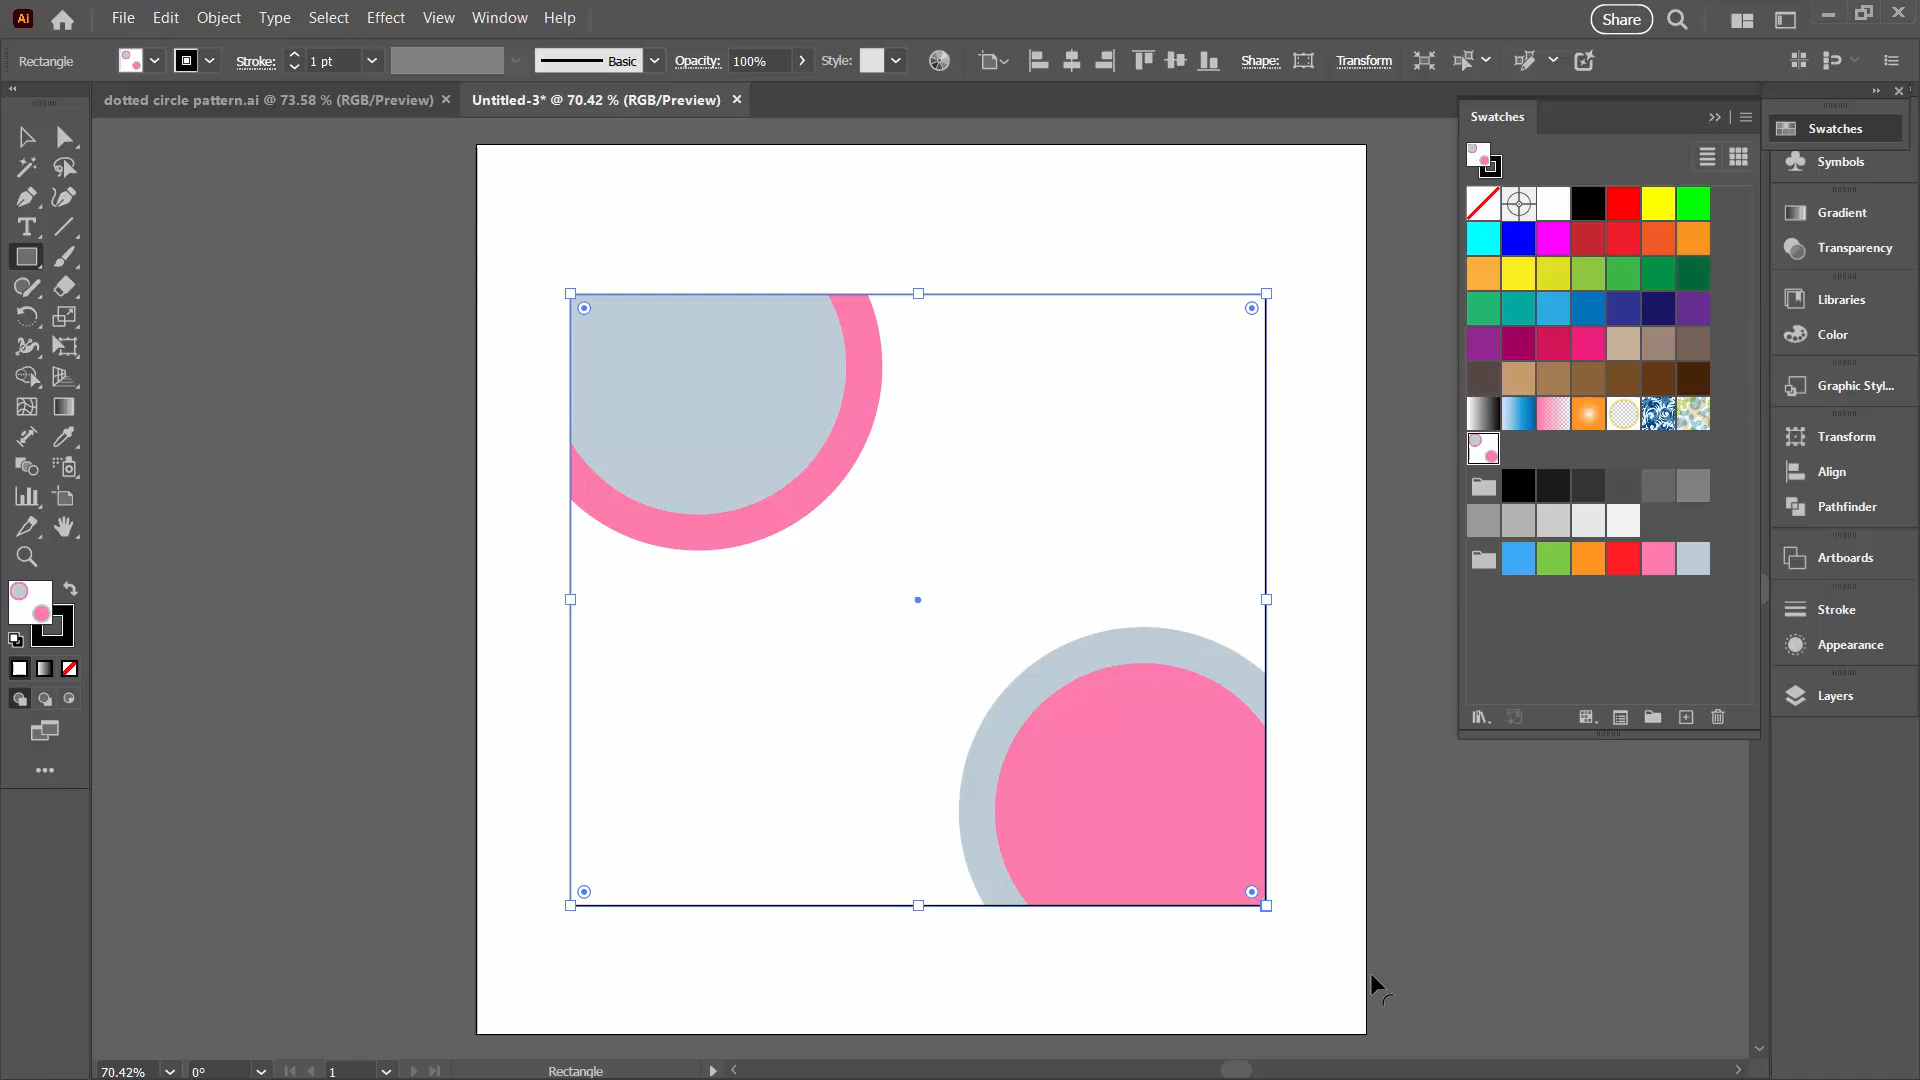 Ai File Edit Object Type Select Effect View Window Help Share
Rectangle Stroke: 1 pt Basic Opacity: 100% Style: Shape: Transform
dotted circle pattern.ai @ 73.58 % (RGB/Preview) Untitled-3* @ 70.42 % (RGB/Preview)
Swatches
Swatches
Symbols
Gradient
Transparency
Libraries
Color
Graphic Styl...
Transform
Align
Pathfinder
Artboards
Stroke
Appearance
Layers
70.42% 0° 1 Rectangle